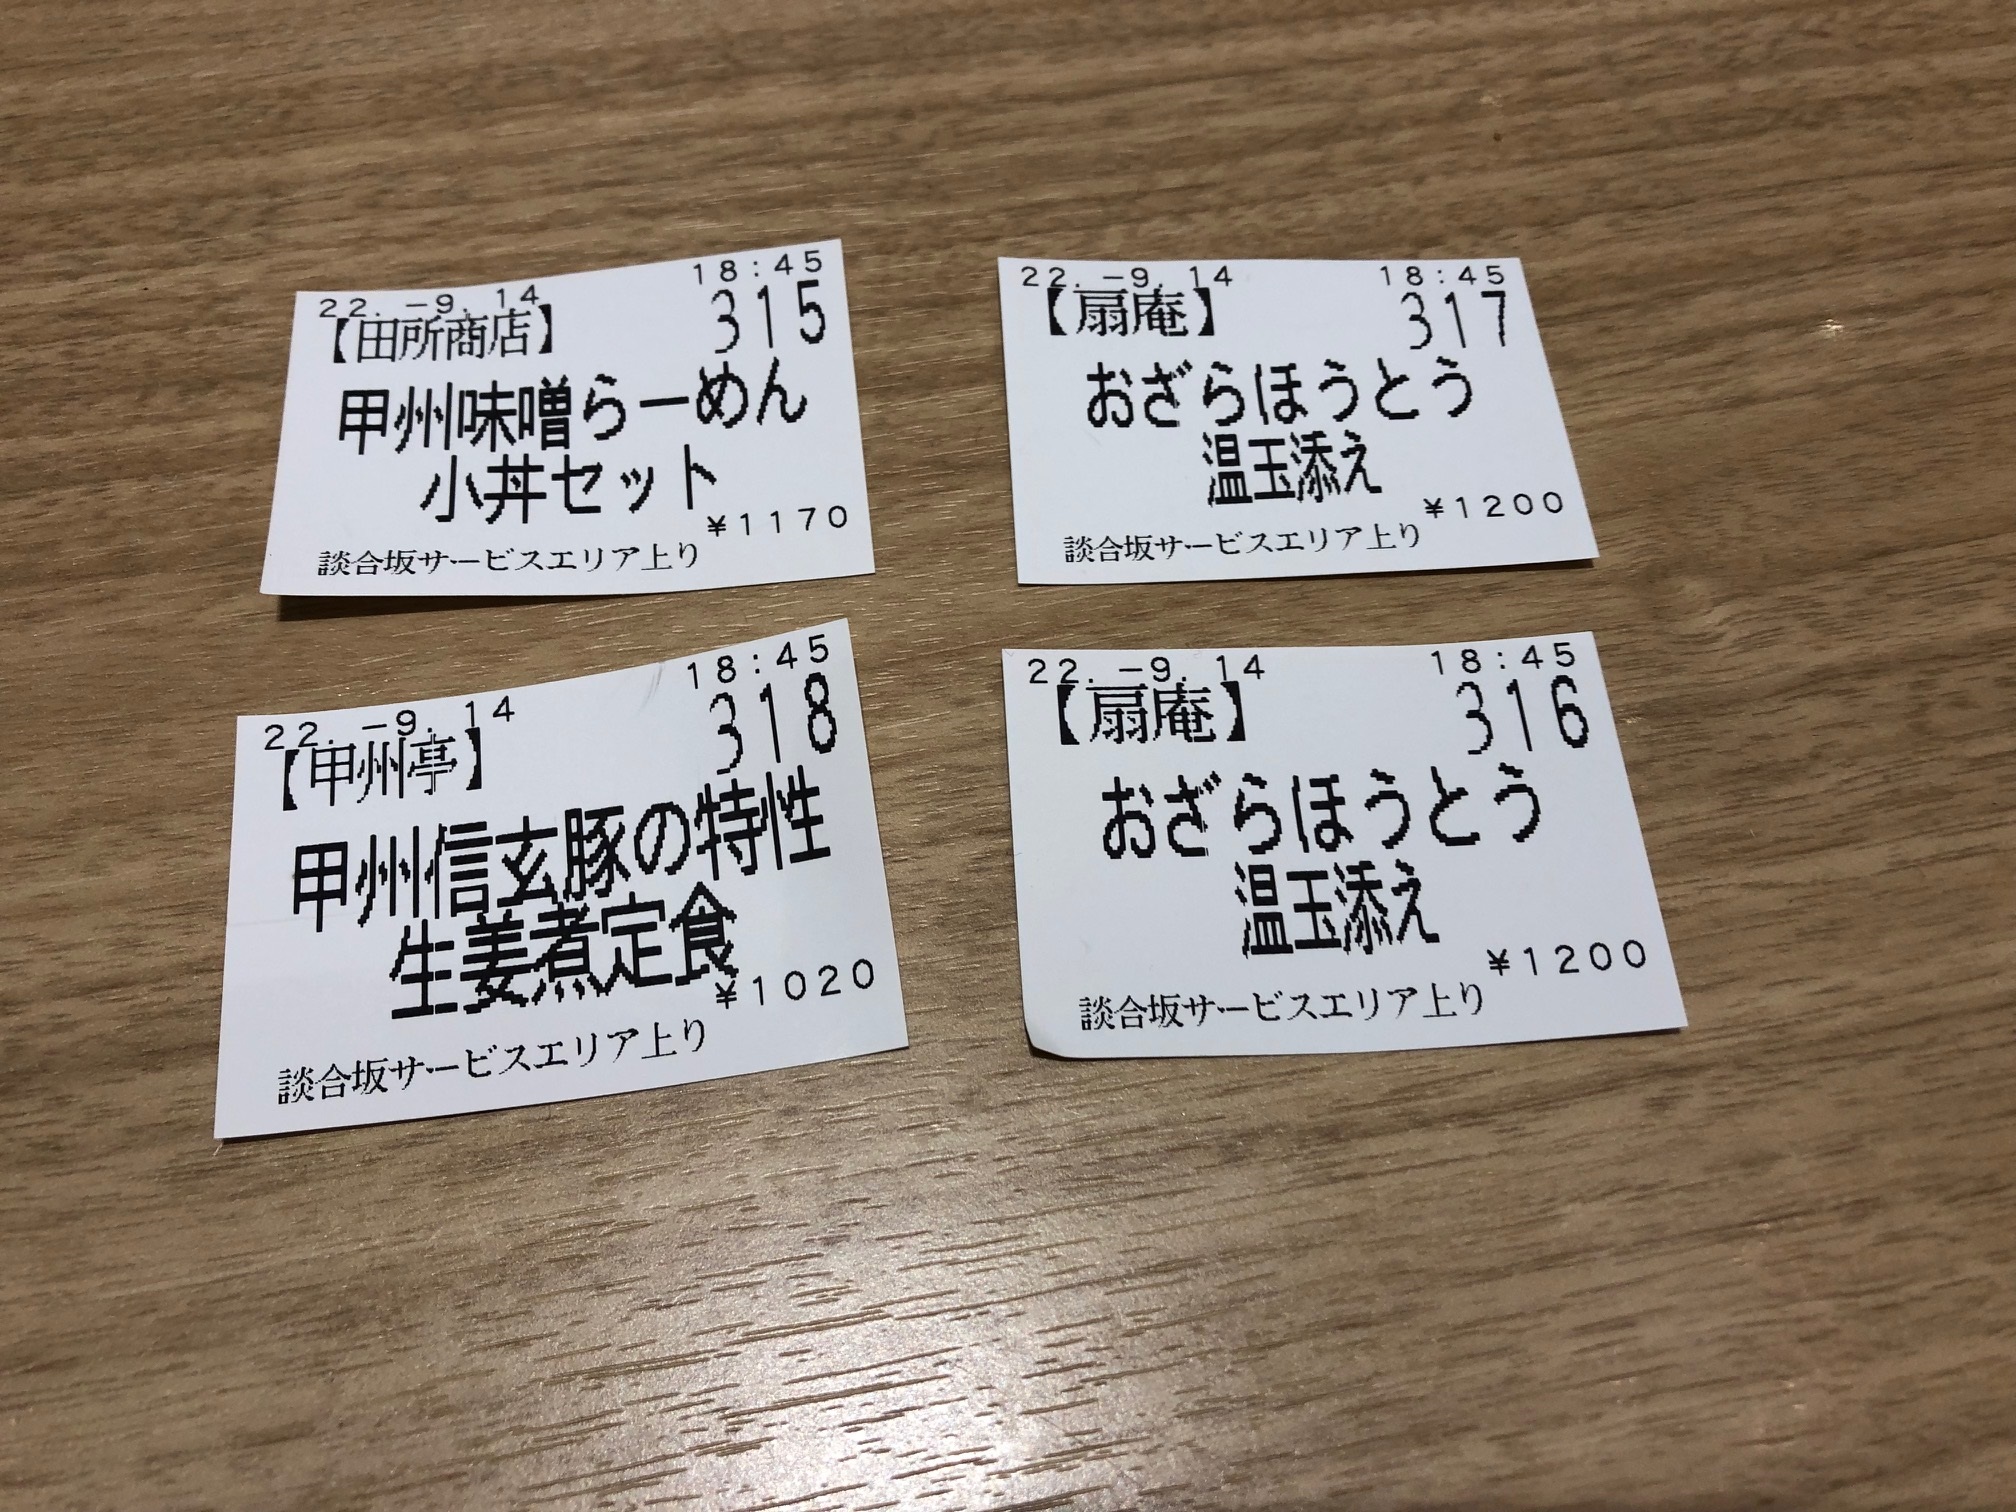 22.-9.14 18:45
【田所商店】 315
甲州味噌らーめん
小丼セット
¥1170
談合坂サービスエリア上り
22.-9.14 18:45
【扇庵】 317
おざらほうとう
温玉添え
¥1200
談合坂サービスエリア上り
22.-9.14 18:45
【甲州亭】 318
甲州信玄豚の特性
生姜煮定食
¥1020
談合坂サービスエリア上り
22.-9.14 18:45
【扇庵】 316
おざらほうとう
温玉添え
¥1200
談合坂サービスエリア上り